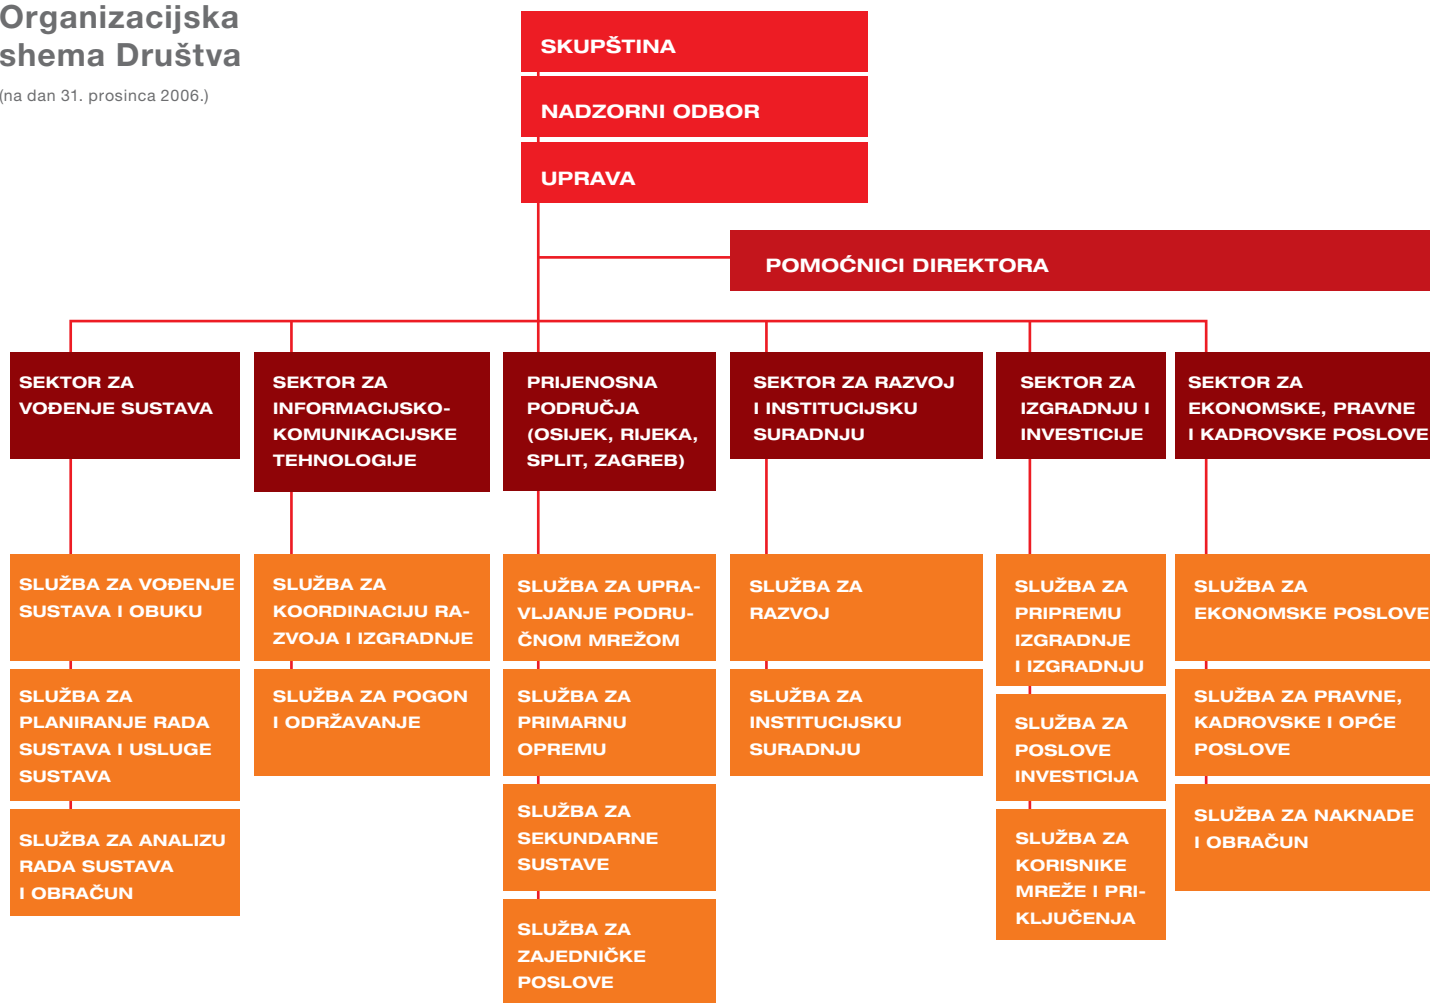 Organizacijska
shema Društva
(na dan 31. prosinca 2006.)
SKUPŠTINA
NADZORNI ODBOR
UPRAVA
POMOĆNICI DIREKTORA
SEKTOR ZA
VOĐENJE SUSTAVA
SEKTOR ZA
INFORMACIJSKO-
KOMUNIKACIJSKE
TEHNOLOGIJE
PRIJENOSNA
PODRUČJA
(OSIJEK, RIJEKA,
SPLIT, ZAGREB)
SEKTOR ZA RAZVOJ
I INSTITUCIJSKU
SURADNJU
SEKTOR ZA
IZGRADNJU I
INVESTICIJE
SEKTOR ZA
EKONOMSKE, PRAVNE
I KADROVSKE POSLOVE
SLUŽBA ZA VOĐENJE
SUSTAVA I OBUKU
SLUŽBA ZA
PLANIRANJE RADA
SUSTAVA I USLUGE
SUSTAVA
SLUŽBA ZA ANALIZU
RADA SUSTAVA
I OBRAČUN
SLUŽBA ZA
KOORDINACIJU RA-
ZVOJA I IZGRADNJE
SLUŽBA ZA POGON
I ODRŽAVANJE
SLUŽBA ZA UPRA-
VLJANJE PODRU-
ČNOM MREŽOM
SLUŽBA ZA
PRIMARNU
OPREMU
SLUŽBA ZA
SEKUNDARNE
SUSTAVE
SLUŽBA ZA
ZAJEDNIČKE
POSLOVE
SLUŽBA ZA
RAZVOJ
SLUŽBA ZA
INSTITUCIJSKU
SURADNJU
SLUŽBA ZA
PRIPREMU
IZGRADNJE
I IZGRADNJU
SLUŽBA ZA
POSLOVE
INVESTICIJA
SLUŽBA ZA
KORISNIKE
MREŽE I PRI-
KLJUČENJA
SLUŽBA ZA
EKONOMSKE POSLOVE
SLUŽBA ZA PRAVNE,
KADROVSKE I OPĆE
POSLOVE
SLUŽBA ZA NAKNADE
I OBRAČUN